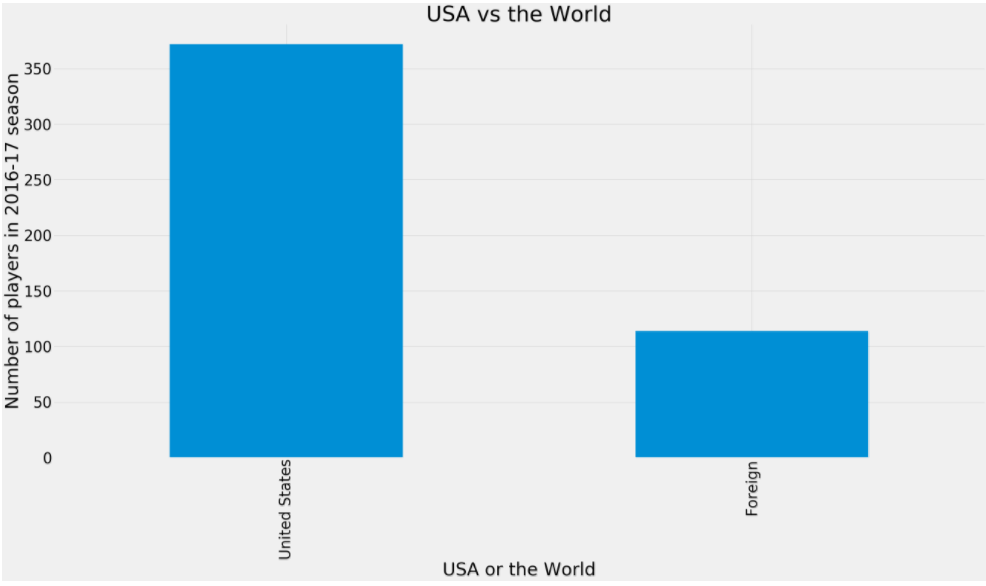 USA vs the World
Number of players in 2016-17 season
350
300
250
200
150
100
50
0
United States
Foreign
USA or the World